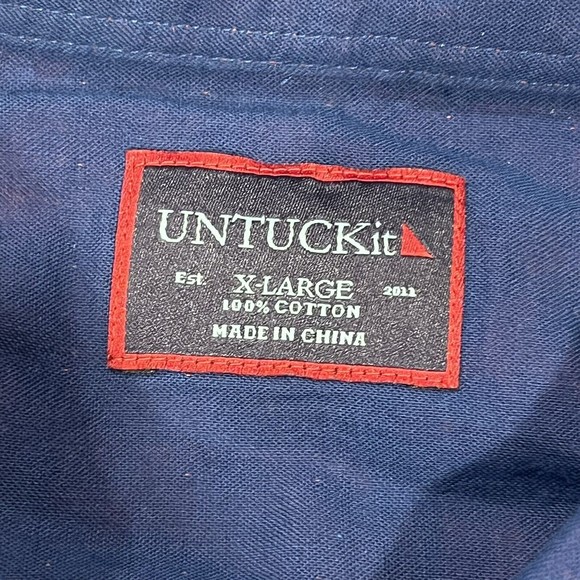 UNTUCKit
Est. X-LARGE 2011
100% COTTON
MADE IN CHINA